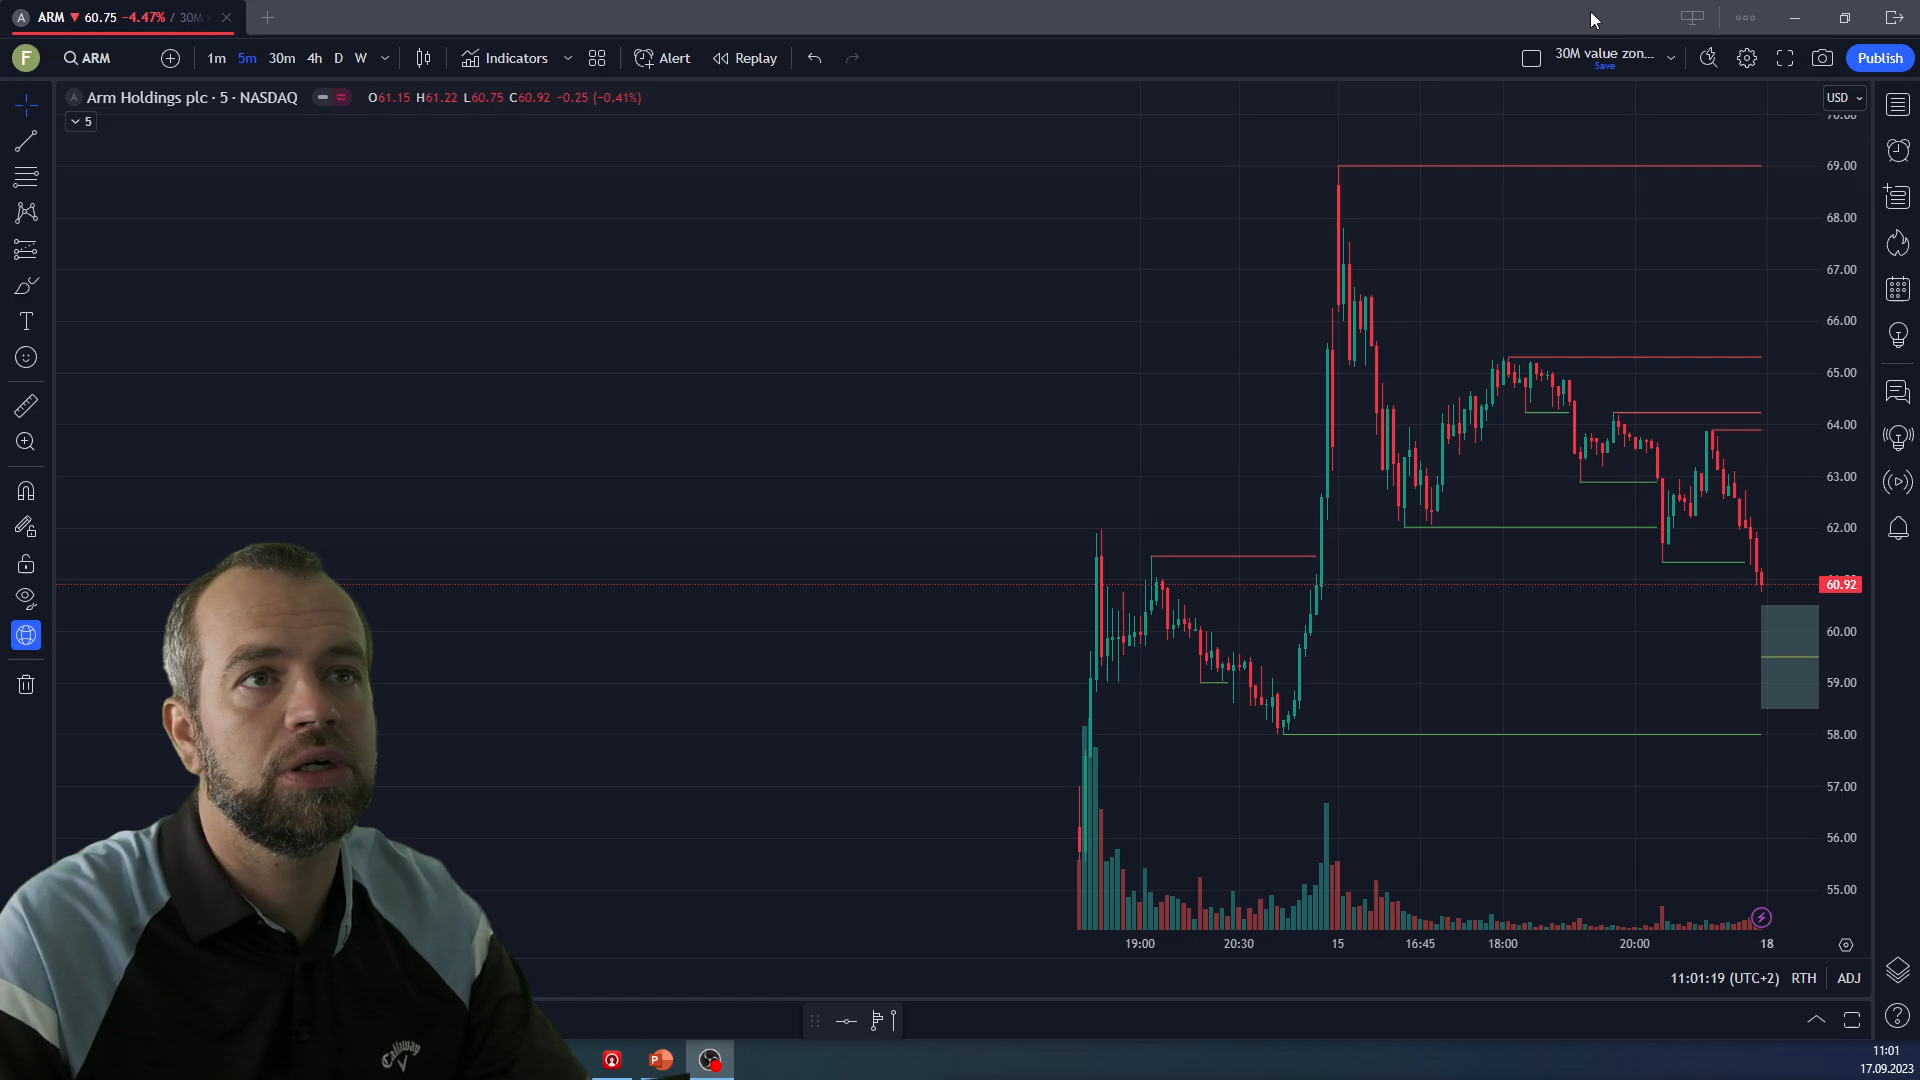 A ARM ▼ 60.75 −4.47% / 30M
F ARM 1m 5m 30m 4h D W Indicators Alert Replay 30M value zon... Save Publish
A Arm Holdings plc · 5 · NASDAQ O61.15 H61.22 L60.75 C60.92 −0.25 (−0.41%) USD
5
70.00
69.00
68.00
67.00
66.00
65.00
64.00
63.00
62.00
60.92
60.00
59.00
58.00
57.00
56.00
55.00
19:00 20:30 15 16:45 18:00 20:00 18
11:01:19 (UTC+2) RTH ADJ
Callaway
P
11:01
17.09.2023